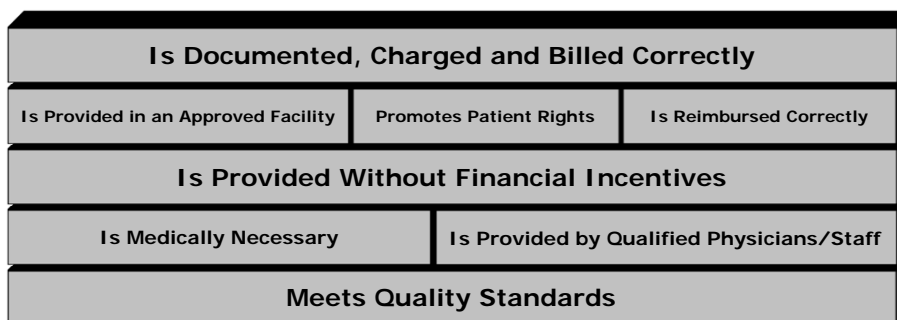 Is Documented, Charged and Billed Correctly
Is Provided in an Approved Facility
Promotes Patient Rights
Is Reimbursed Correctly
Is Provided Without Financial Incentives
Is Medically Necessary
Is Provided by Qualified Physicians/Staff
Meets Quality Standards